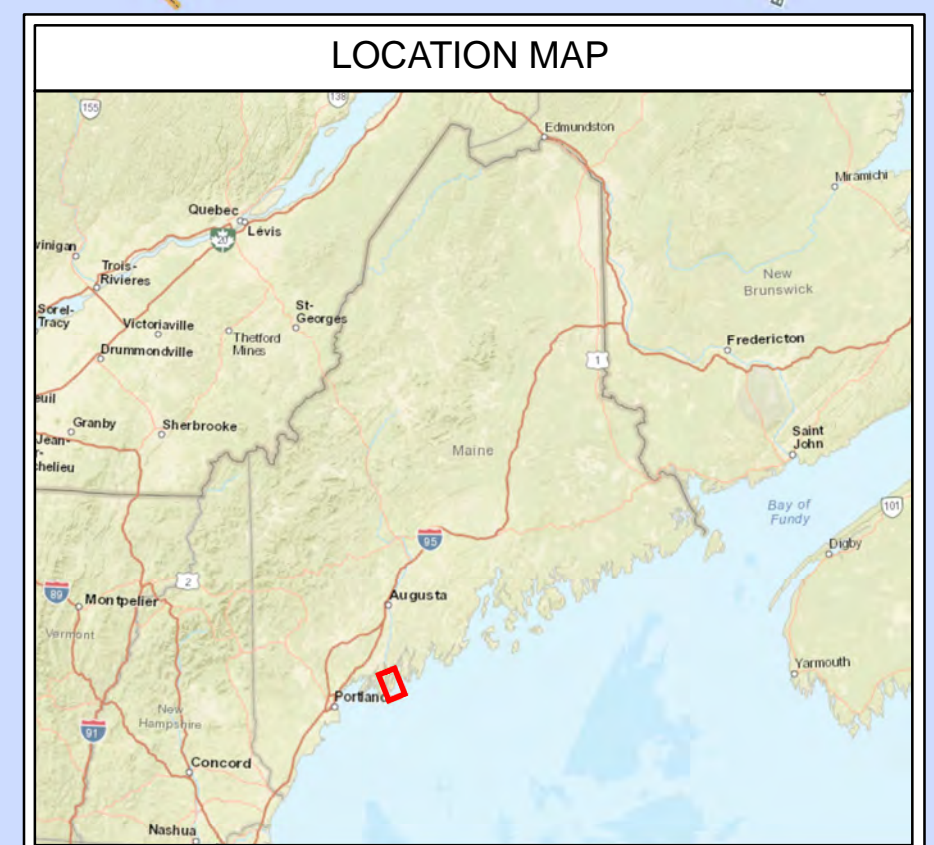 LOCATION MAP
155
138
Edmundston
Miramichi
Quebec
Lévis
20
vinigan
Trois-
Rivieres
New
Brunswick
Sorel-
Tracy
Victoriaville
St-
Georges
Thetford
Mines
Drummondville
Fredericton
1
euil
Granby
Sherbrooke
Jean-
r-
chelieu
Maine
Saint
John
Bay of
Fundy
101
95
Digby
2
89
Montpelier
Augusta
Vermont
Yarmouth
Portland
New
Hampshire
91
Concord
Nashua